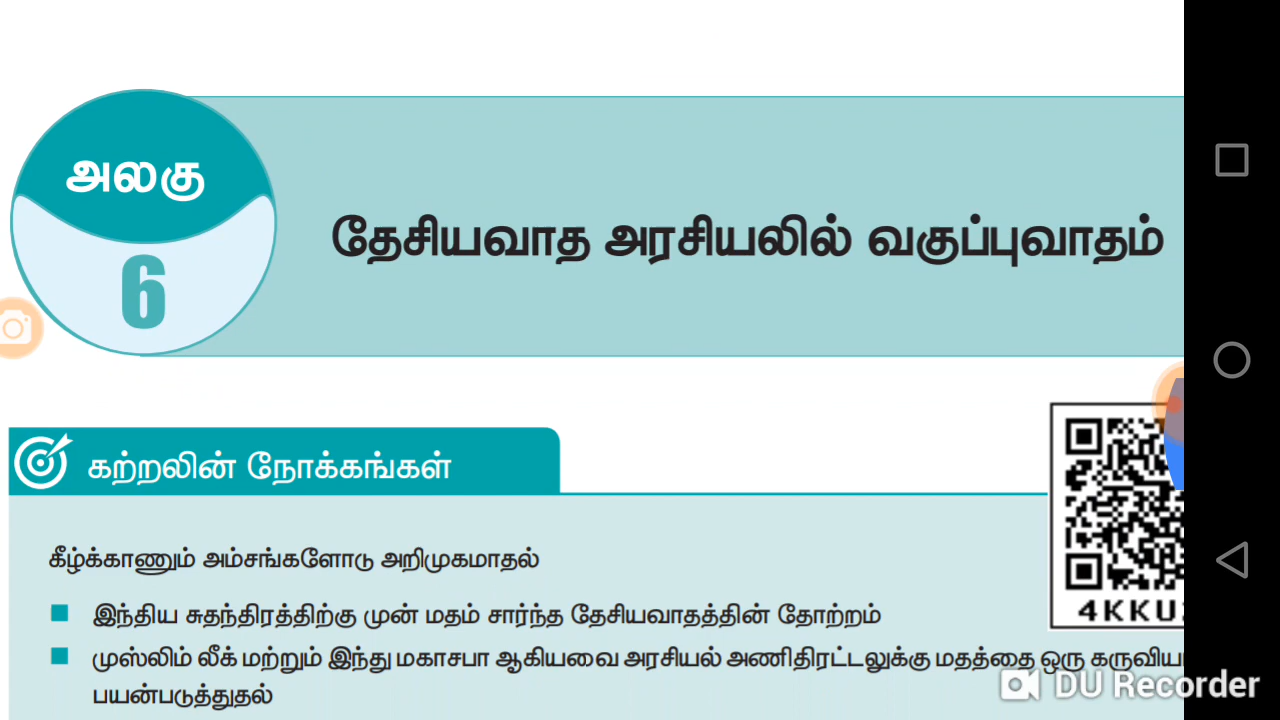 அலகு
6
தேசியவாத அரசியலில் வகுப்புவாதம்
கற்றலின் நோக்கங்கள்
4KKU
கீழ்க்காணும் அம்சங்களோடு அறிமுகமாதல்
இந்திய சுதந்திரத்திற்கு முன் மதம் சார்ந்த தேசியவாதத்தின் தோற்றம்
முஸ்லிம் லீக் மற்றும் இந்து மகாசபா ஆகியவை அரசியல் அணிதிரட்டலுக்கு மதத்தை ஒரு
பயன்படுத்துதல்
DU Recorder